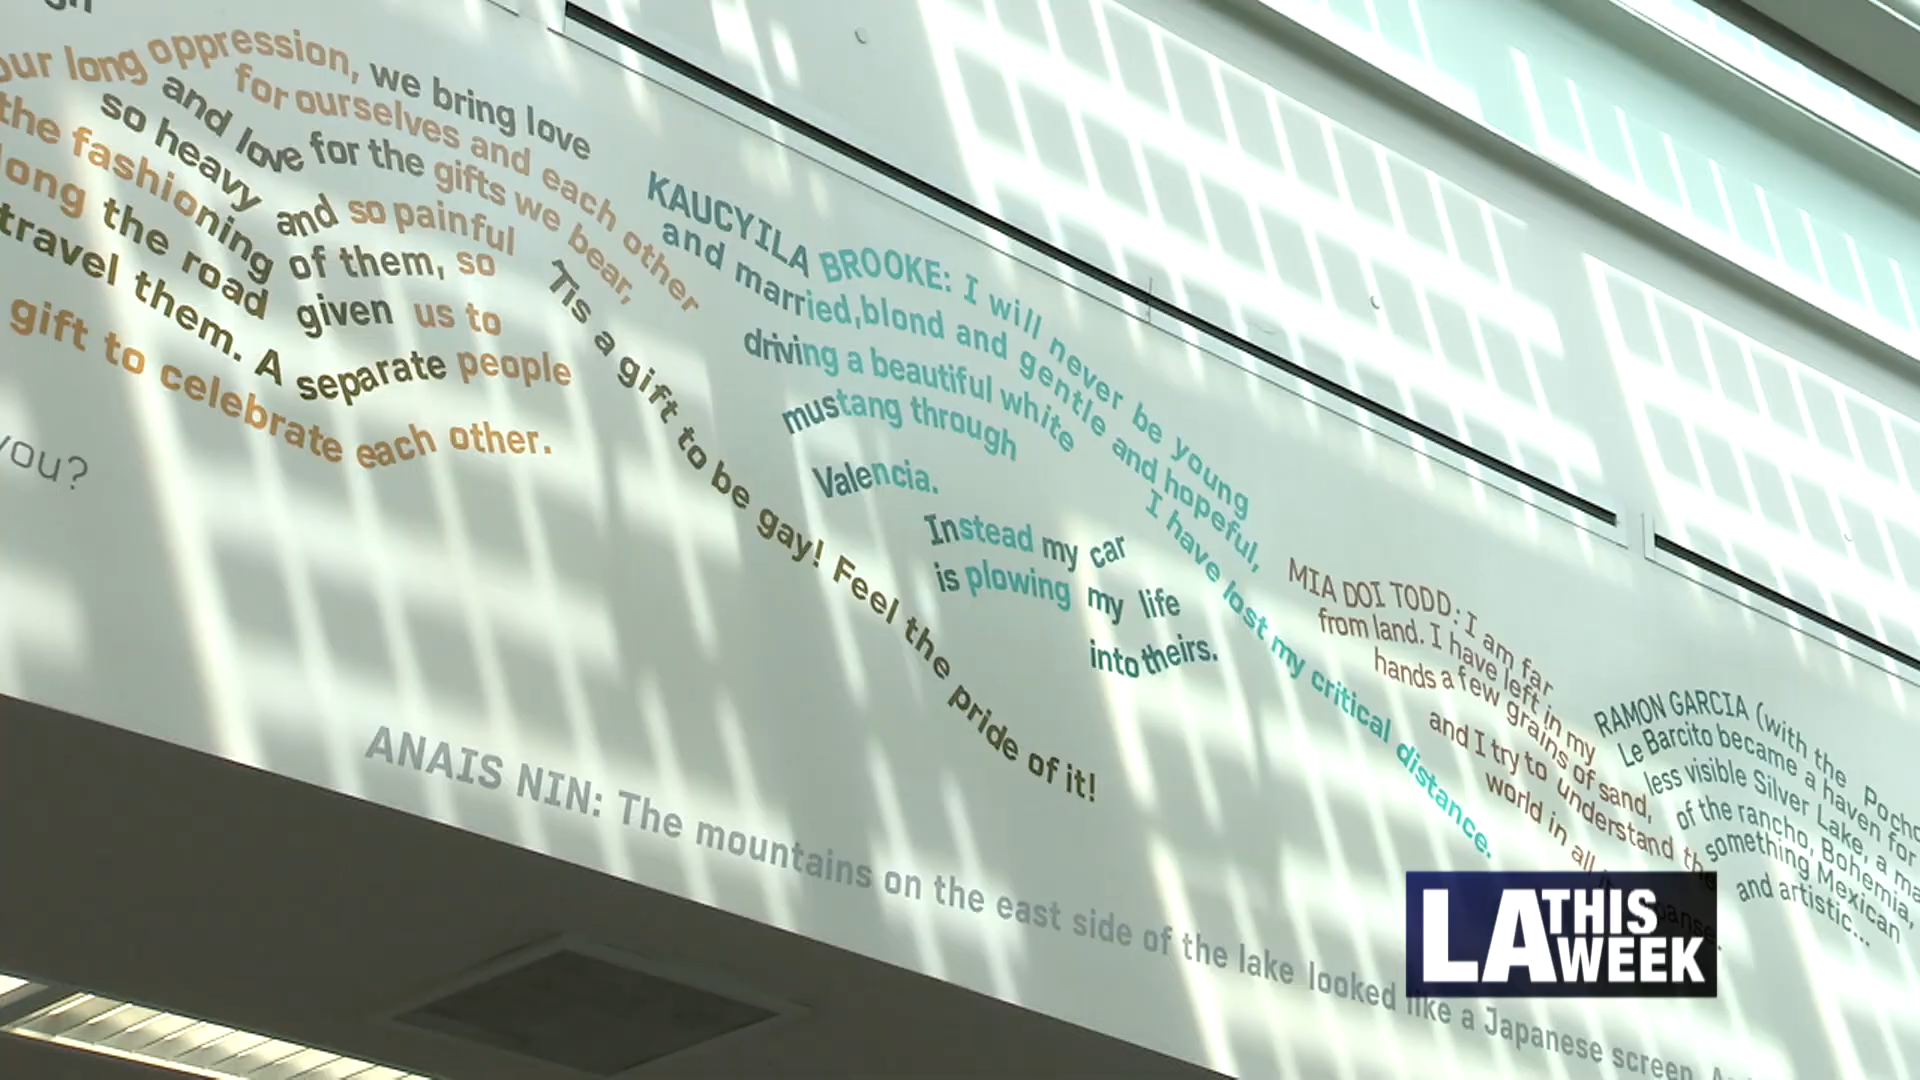 our long oppression, we bring love
for ourselves and each other
and love for the gifts we bear,
so heavy and so painful
the fashioning of them, so
long the road given us to
travel them. A separate people
gift to celebrate each other.
'Tis a gift to be gay! Feel the pride of it!
you?
KAUCYILA BROOKE: I will never be young
and married, blond and gentle and hopeful,
driving a beautiful white
mustang through
Valencia.
I have lost my critical distance.
Instead my car
is plowing my life
into theirs.
MIA DOI TODD: I am far
from land. I have left in my
hands a few grains of sand,
and I try to understand the
world in all
RAMON GARCIA (with the Pocho
Le Barcito became a haven for
less visible Silver Lake, a
of the rancho, Bohemia,
something Mexican
and artistic...
ANAIS NIN: The mountains on the east side of the lake looked like a Japanese screen
LA THIS WEEK